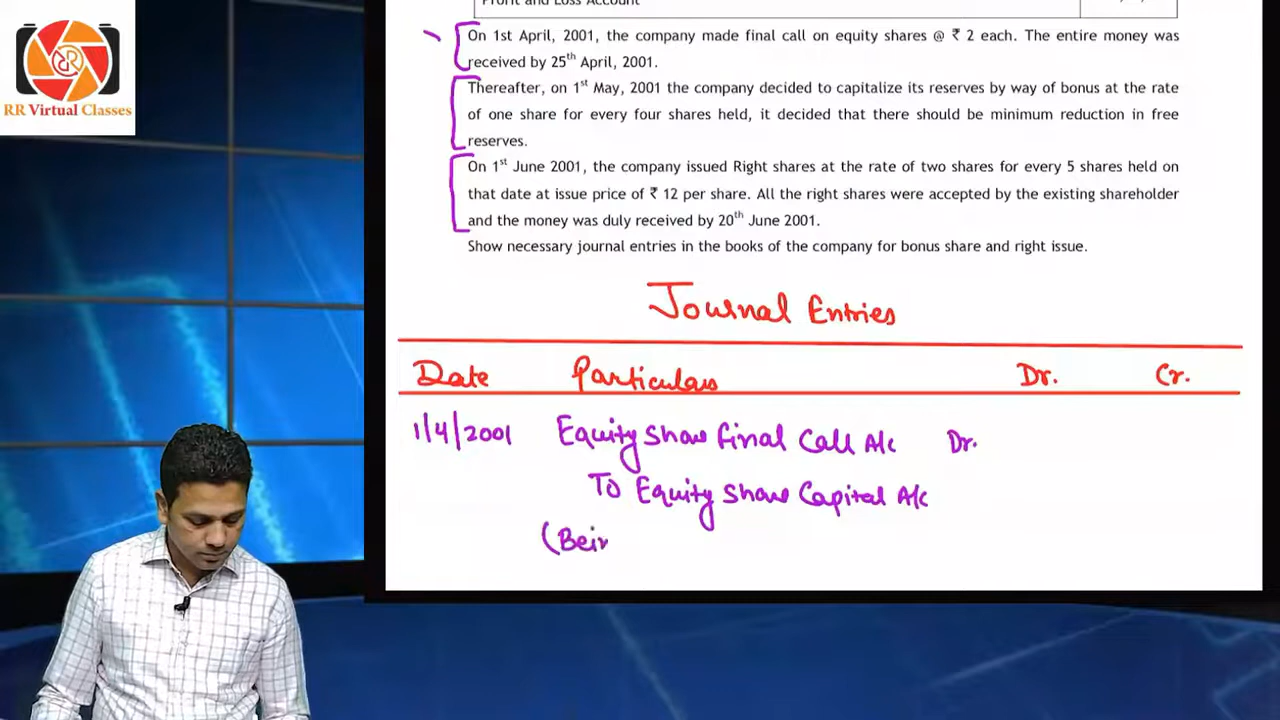 Profit and Loss Account
On 1st April, 2001, the company made final call on equity shares @ ₹ 2 each. The entire money was
received by 25th April, 2001.
Thereafter, on 1st May, 2001 the company decided to capitalize its reserves by way of bonus at the rate
of one share for every four shares held, it decided that there should be minimum reduction in free
reserves.
On 1st June 2001, the company issued Right shares at the rate of two shares for every 5 shares held on
that date at issue price of ₹ 12 per share. All the right shares were accepted by the existing shareholder
and the money was duly received by 20th June 2001.
Show necessary journal entries in the books of the company for bonus share and right issue.
RR Virtual Classes
Journal Entries
Date Particulars Dr. Cr.
1/4/2001 Equity Share Final Call A/c Dr.
To Equity Share Capital A/c
(Bein